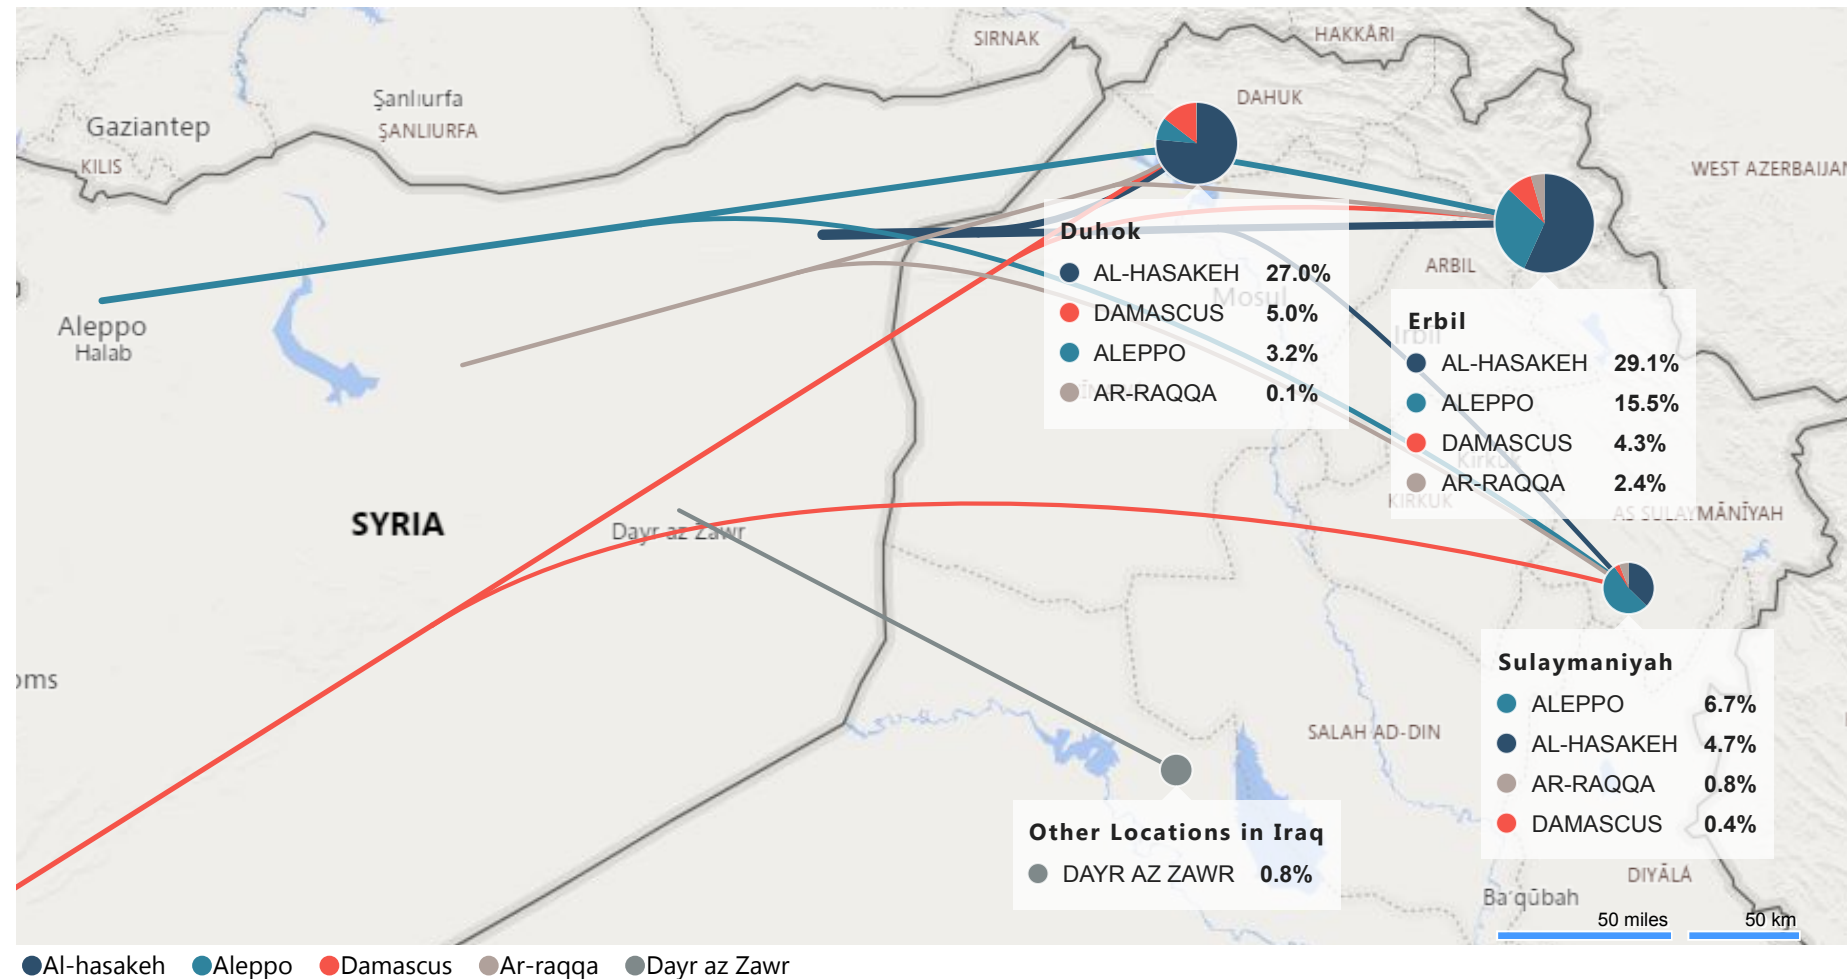 SIRNAK
HAKKÂRI
Şanlıurfa
DAHUK
Gaziantep
ŞANLIURFA
KILIS
WEST AZERBAIJAN
Duhok
AL-HASAKEH 27.0%
DAMASCUS 5.0%
ALEPPO 3.2%
AR-RAQQA 0.1%
ARBIL
Mosul
Aleppo
Halab
Erbil
Irbil
AL-HASAKEH 29.1%
ALEPPO 15.5%
DAMASCUS 4.3%
AR-RAQQA 2.4%
Kirkuk
KIRKUK
AS SULAYMĀNĪYAH
SYRIA
Dayr az Zawr
oms
Sulaymaniyah
ALEPPO 6.7%
AL-HASAKEH 4.7%
AR-RAQQA 0.8%
DAMASCUS 0.4%
SALAH AD-DIN
Other Locations in Iraq
DAYR AZ ZAWR 0.8%
DIYĀLÁ
Ba'qūbah
50 miles 50 km
Al-hasakeh Aleppo Damascus Ar-raqqa Dayr az Zawr